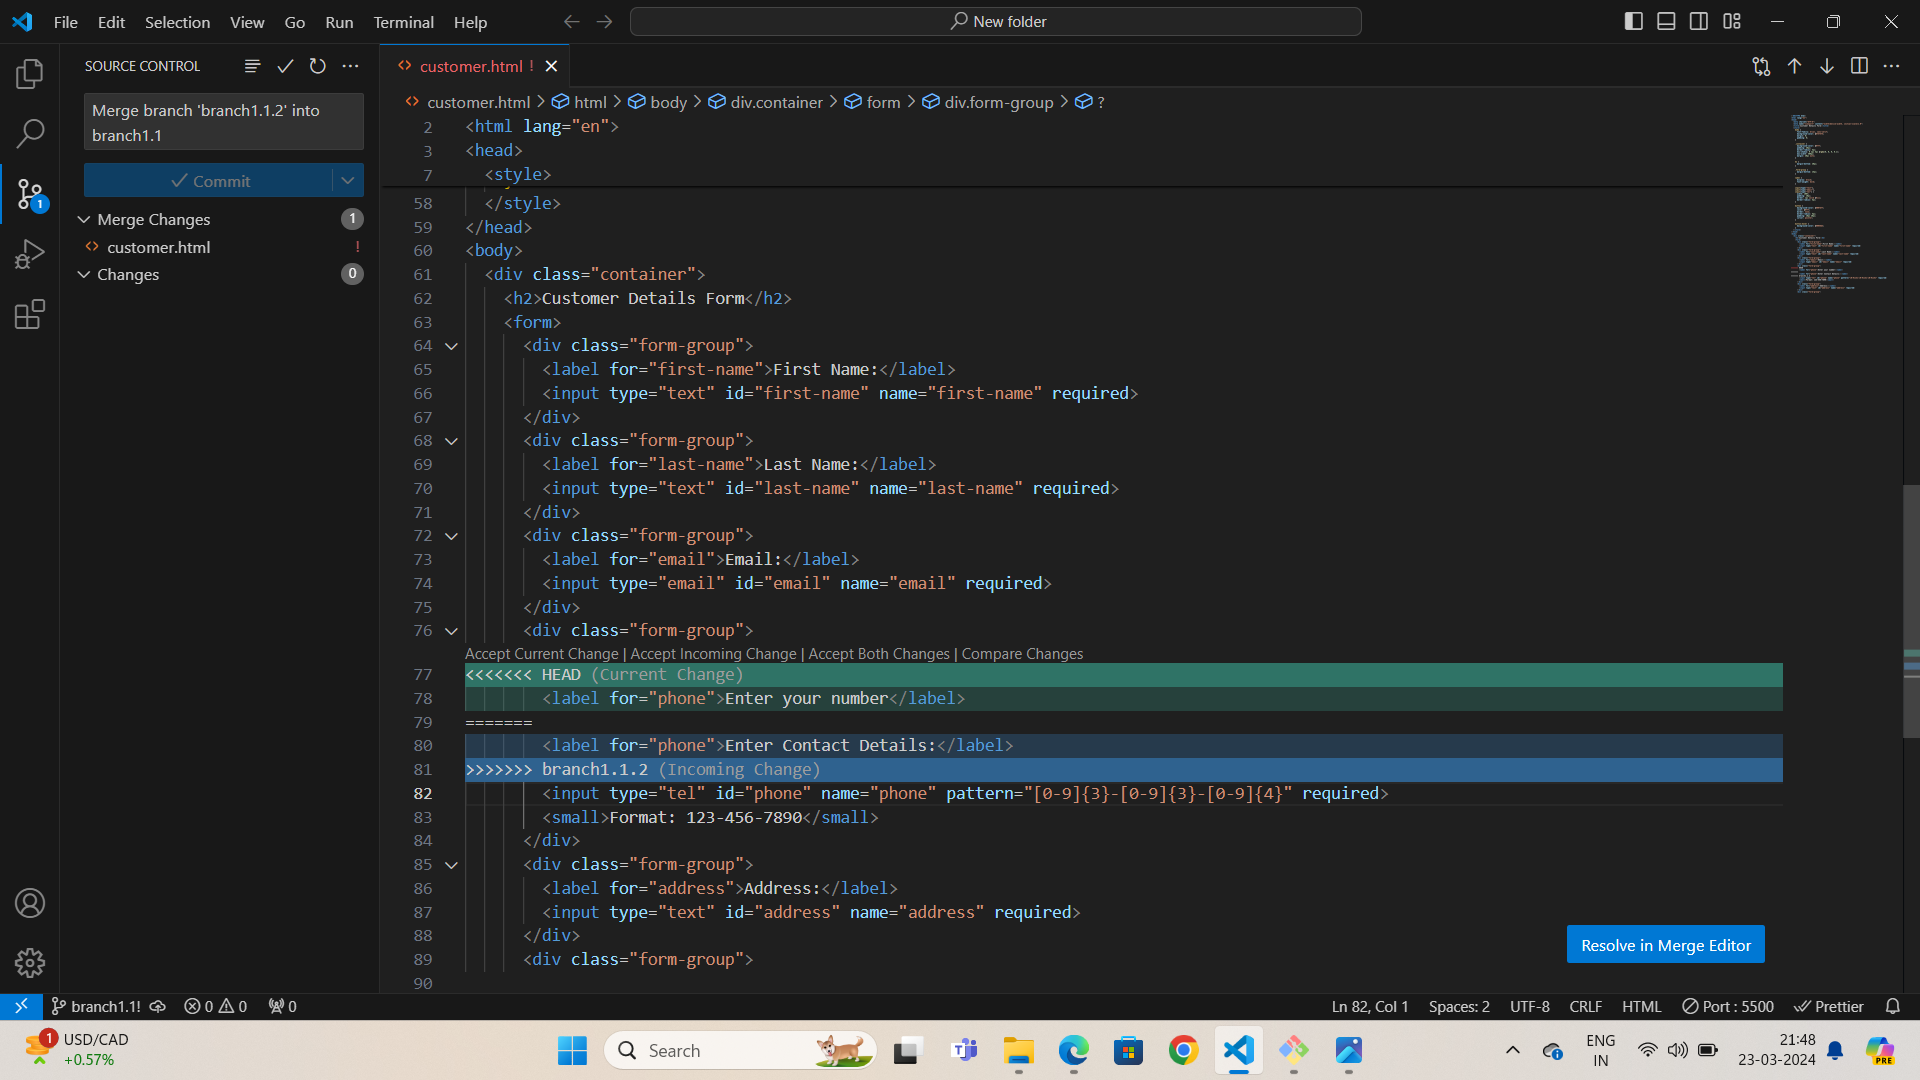 File Edit Selection View Go Run Terminal Help
New folder
SOURCE CONTROL
customer.html !
Merge branch 'branch1.1.2' into
branch1.1
Commit
Merge Changes 1
customer.html !
Changes 0
1
customer.html > html > body > div.container > form > div.form-group > ?
2 <html lang="en">
3 <head>
7 <style>
58 </style>
59 </head>
60 <body>
61 <div class="container">
62 <h2>Customer Details Form</h2>
63 <form>
64 <div class="form-group">
65 <label for="first-name">First Name:</label>
66 <input type="text" id="first-name" name="first-name" required>
67 </div>
68 <div class="form-group">
69 <label for="last-name">Last Name:</label>
70 <input type="text" id="last-name" name="last-name" required>
71 </div>
72 <div class="form-group">
73 <label for="email">Email:</label>
74 <input type="email" id="email" name="email" required>
75 </div>
76 <div class="form-group">
Accept Current Change | Accept Incoming Change | Accept Both Changes | Compare Changes
77 <<<<<<< HEAD (Current Change)
78 <label for="phone">Enter your number</label>
79 =======
80 <label for="phone">Enter Contact Details:</label>
81 >>>>>>> branch1.1.2 (Incoming Change)
82 <input type="tel" id="phone" name="phone" pattern="[0-9]{3}-[0-9]{3}-[0-9]{4}" required>
83 <small>Format: 123-456-7890</small>
84 </div>
85 <div class="form-group">
86 <label for="address">Address:</label>
87 <input type="text" id="address" name="address" required>
88 </div>
89 <div class="form-group">
90
Resolve in Merge Editor
branch1.1! 0 0 0 Ln 82, Col 1 Spaces: 2 UTF-8 CRLF HTML Port : 5500 Prettier
1 USD/CAD
+0.57%
Search
ENG
IN
21:48
23-03-2024
PRE